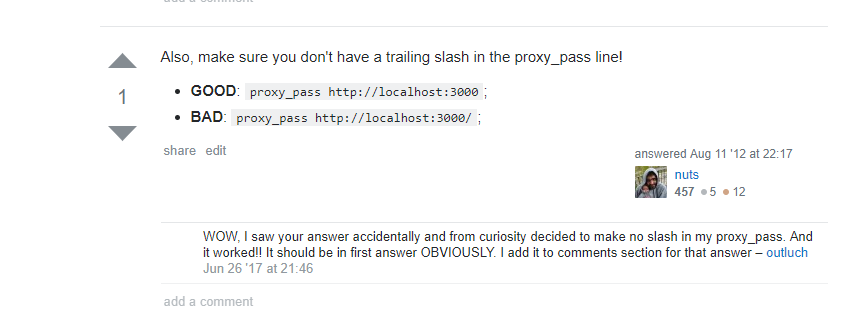 add a comment
Also, make sure you don't have a trailing slash in the proxy_pass line!
1
• GOOD: proxy_pass http://localhost:3000;
• BAD: proxy_pass http://localhost:3000/;
share edit
answered Aug 11 '12 at 22:17
nuts
457 ●5 ●12
WOW, I saw your answer accidentally and from curiosity decided to make no slash in my proxy_pass. And
it worked!! It should be in first answer OBVIOUSLY. I add it to comments section for that answer – outluch
Jun 26 '17 at 21:46
add a comment